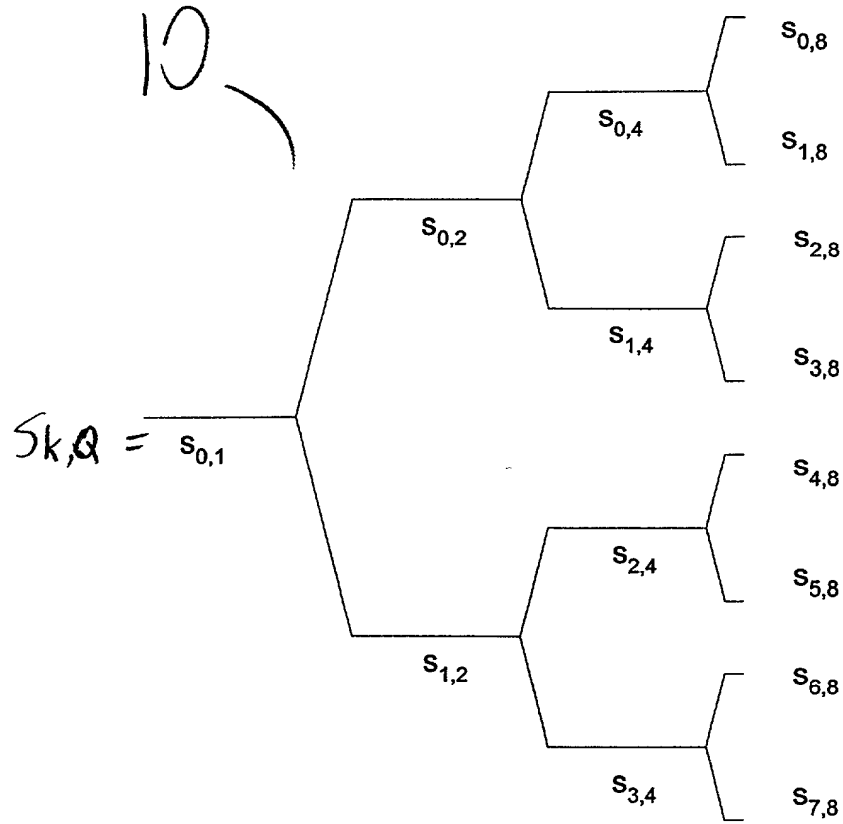 10
S0,8
S0,4
S1,8
S0,2
S2,8
S1,4
S3,8
Sk,Q = S0,1
S4,8
S2,4
S5,8
S1,2
S6,8
S3,4
S7,8